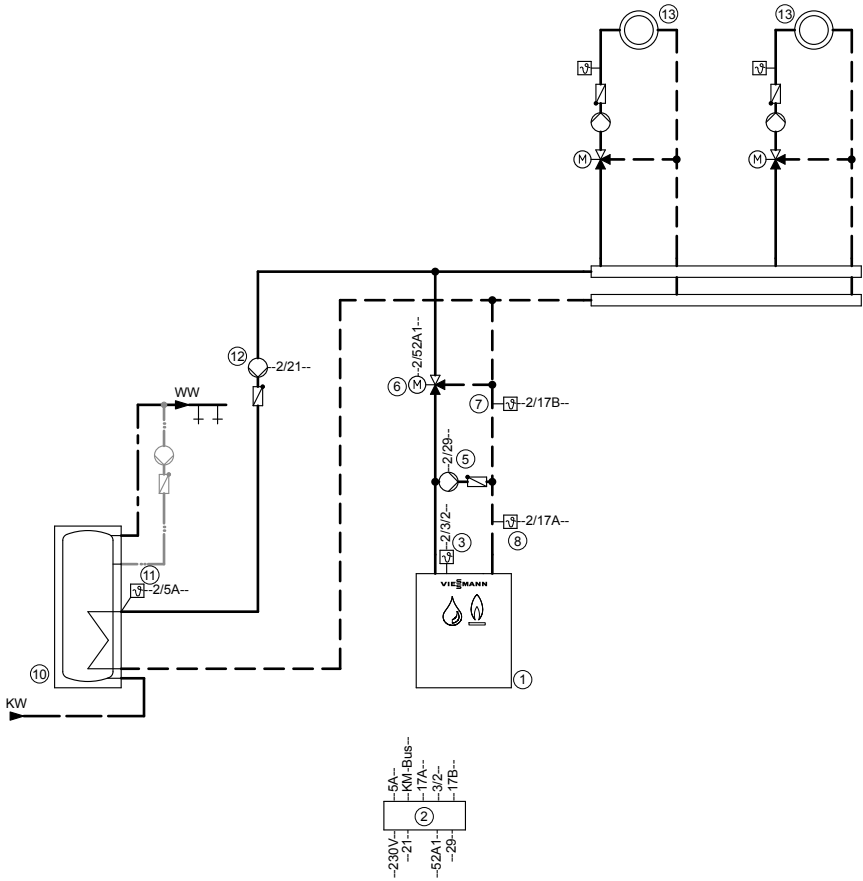 13
13
ϑ
ϑ
M
M
--2/52A1--
12
--2/21--
6
M
7
ϑ
--2/17B--
WW
--2/29--
5
--2/3/2--
ϑ
--2/17A--
3
8
ϑ
11
ϑ
--2/5A--
VIESMANN
10
1
KW
--5A--
--KM-Bus--
--17A--
--3/2--
--17B--
2
--230V--
--21--
--52A1--
--29--